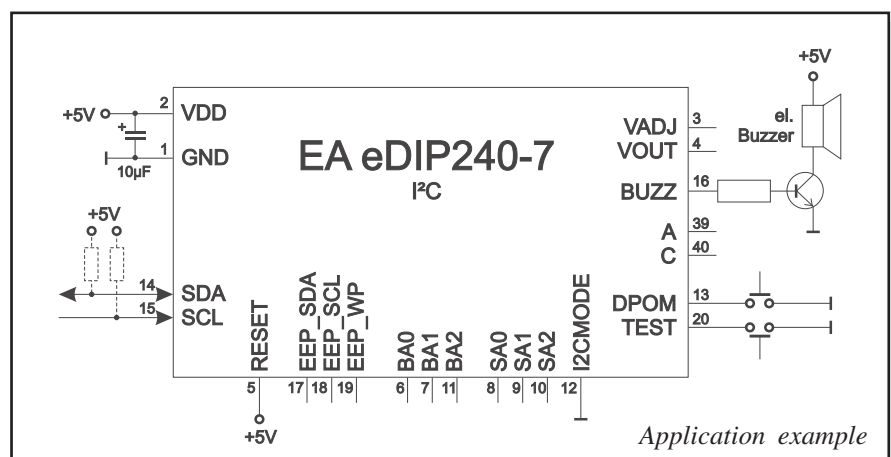 +5V
2
VDD
+5V
+
1
GND
10µF
EA eDIP240-7
I²C
VADJ
3
VOUT
4
el.
Buzzer
BUZZ
16
A
39
C
40
+5V
14
SDA
15
SCL
DPOM
13
TEST
20
RESET
EEP_SDA
EEP_SCL
EEP_WP
BA0
BA1
BA2
SA0
SA1
SA2
I2CMODE
5
17
18
19
6
7
11
8
9
10
12
+5V
Application example